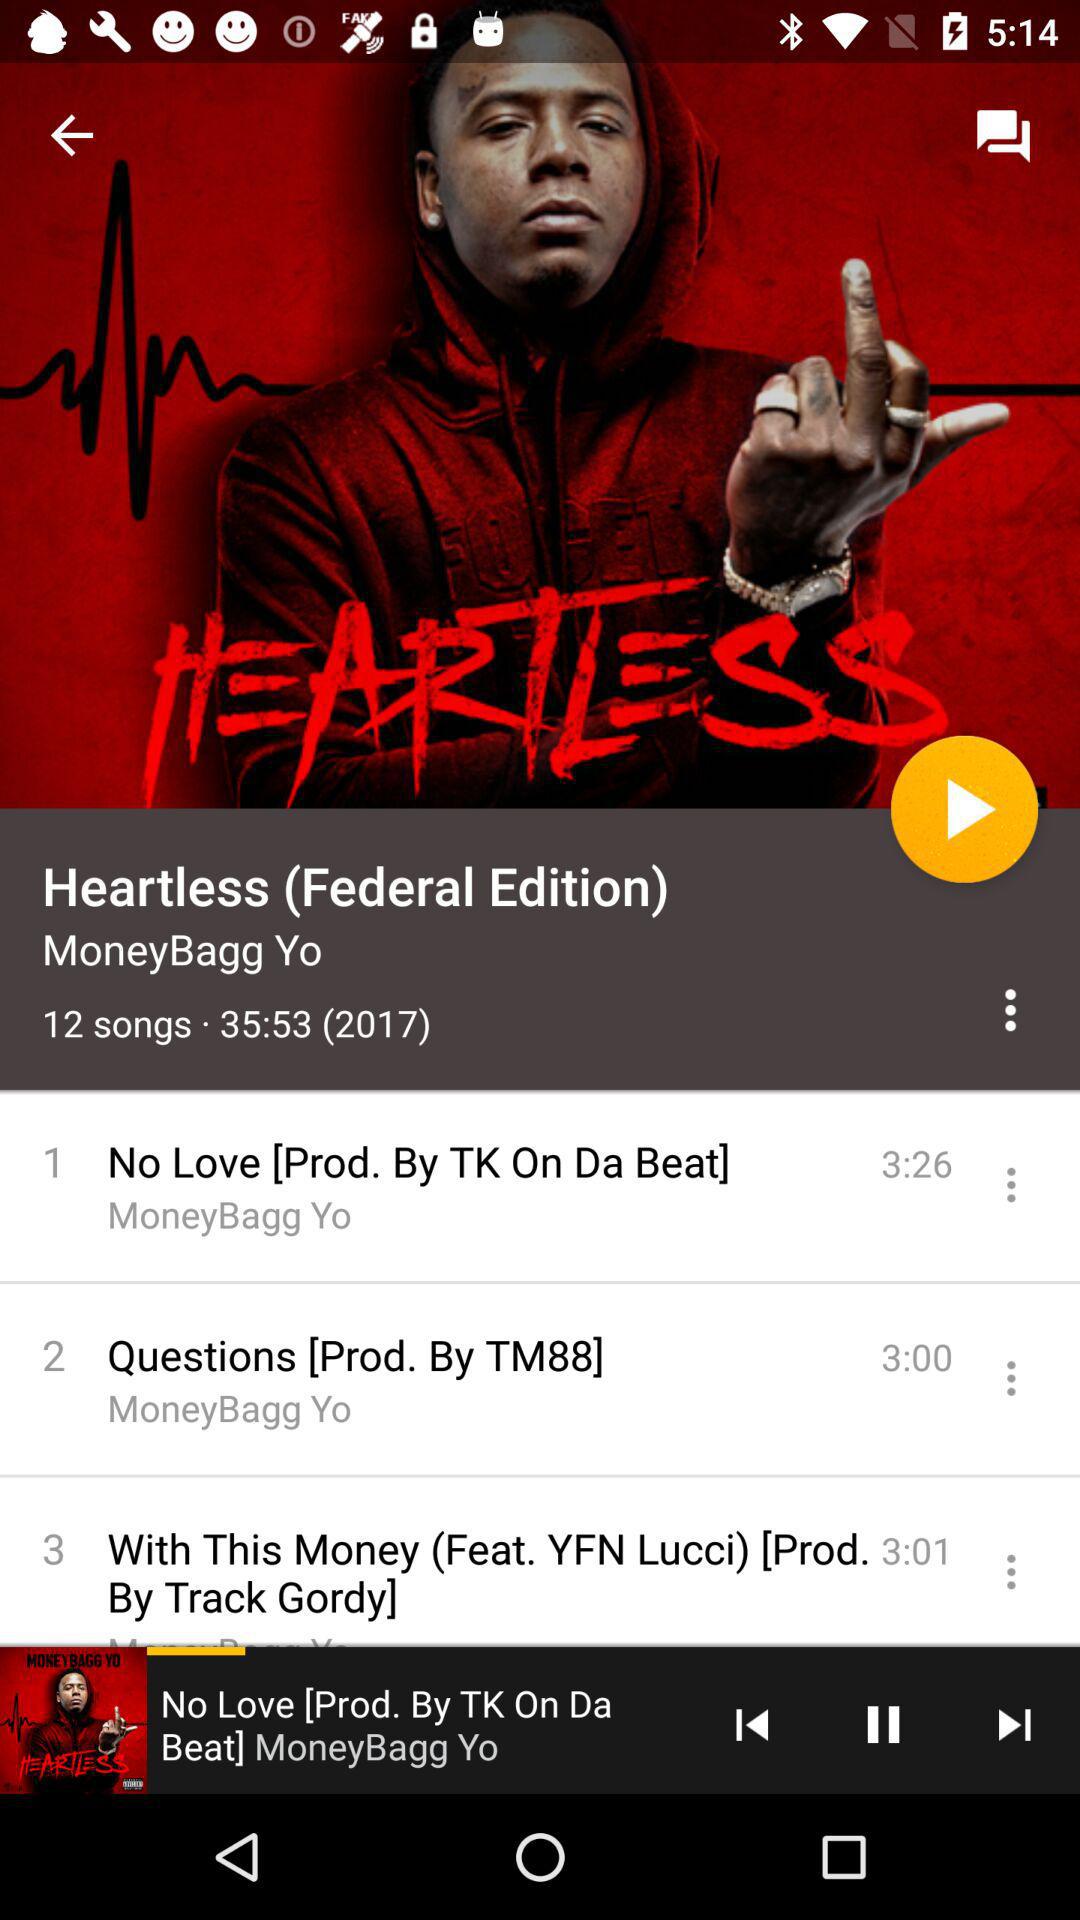 FAKE
5:14
HEARTLESS
Heartless (Federal Edition)
MoneyBagg Yo
12 songs · 35:53 (2017)
1 No Love [Prod. By TK On Da Beat] 3:26
MoneyBagg Yo
2 Questions [Prod. By TM88] 3:00
MoneyBagg Yo
3 With This Money (Feat. YFN Lucci) [Prod. 3:01
By Track Gordy]
MoneyBagg Yo
MONEYBAGG YO
HEARTLESS
No Love [Prod. By TK On Da
Beat] MoneyBagg Yo